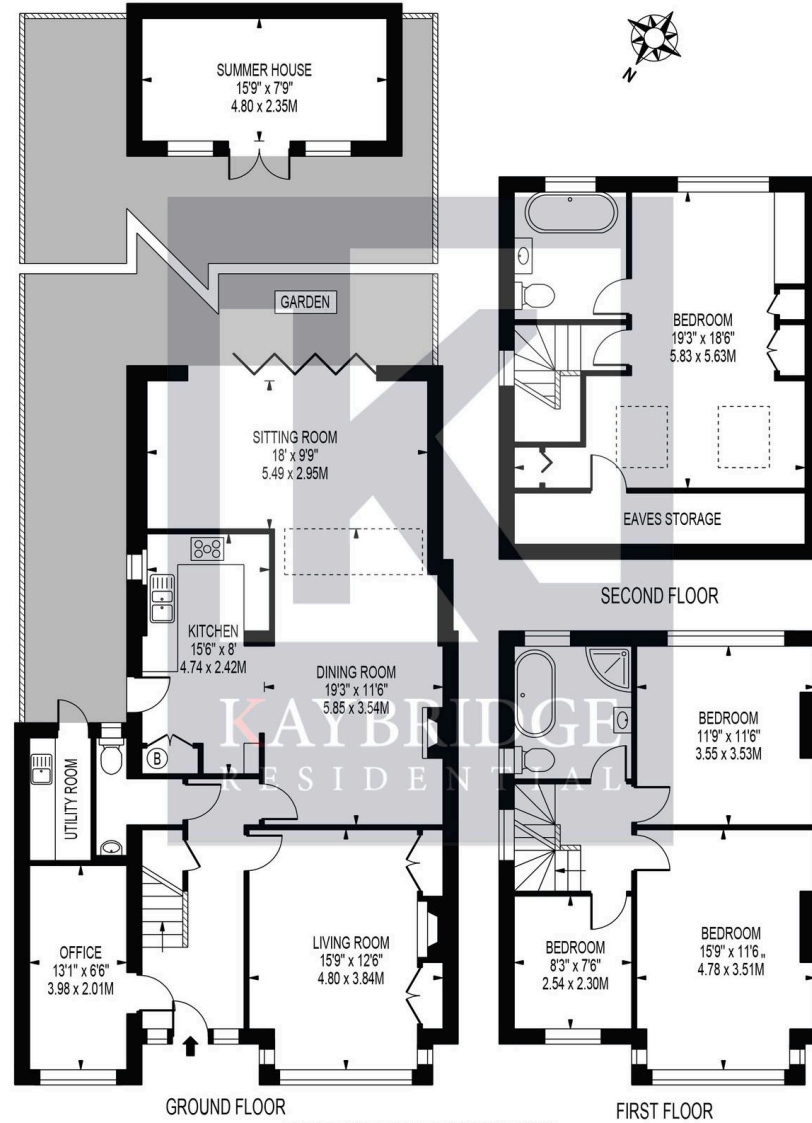 SUMMER HOUSE
15'9" x 7'9"
4.80 x 2.35M
N
GARDEN
SITTING ROOM
18' x 9'9"
5.49 x 2.95M
KITCHEN
15'6" x 8'
4.74 x 2.42M
DINING ROOM
19'3" x 11'6"
5.85 x 3.54M
B
UTILITY ROOM
OFFICE
13'1" x 6'6"
3.98 x 2.01M
LIVING ROOM
15'9" x 12'6"
4.80 x 3.84M
GROUND FLOOR
BEDROOM
19'3" x 18'6"
5.83 x 5.63M
EAVES STORAGE
SECOND FLOOR
BEDROOM
11'9" x 11'6"
3.55 x 3.53M
BEDROOM
8'3" x 7'6"
2.54 x 2.30M
BEDROOM
15'9" x 11'6"
4.78 x 3.51M
FIRST FLOOR
K
KAYBRIDGE
RESIDENTIAL